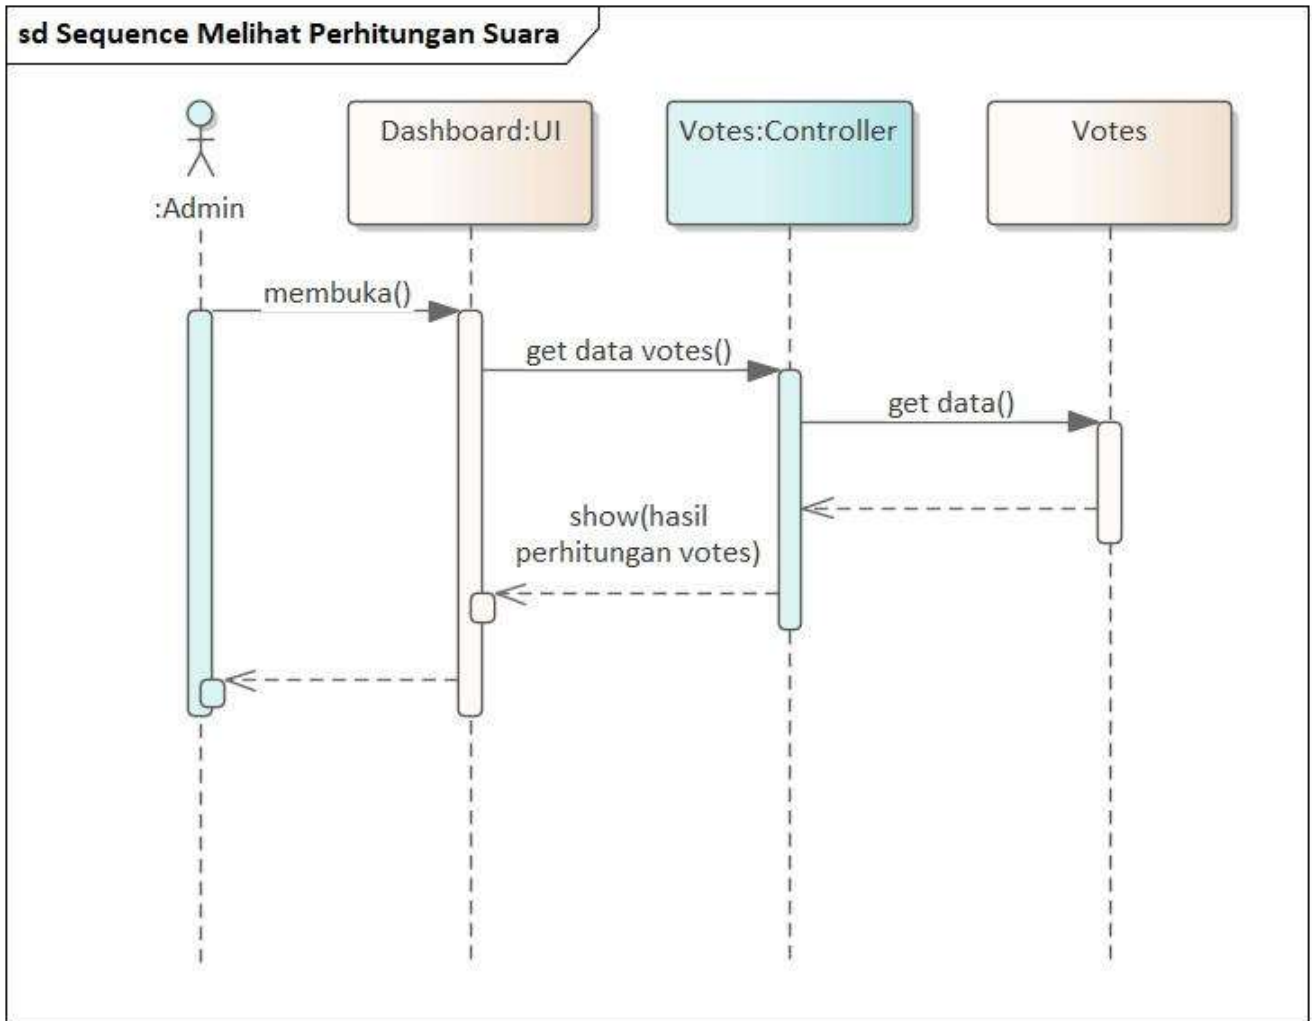 sd Sequence Melihat Perhitungan Suara
:Admin
Dashboard:UI
Votes:Controller
Votes
membuka()
get data votes()
get data()
show(hasil
perhitungan votes)